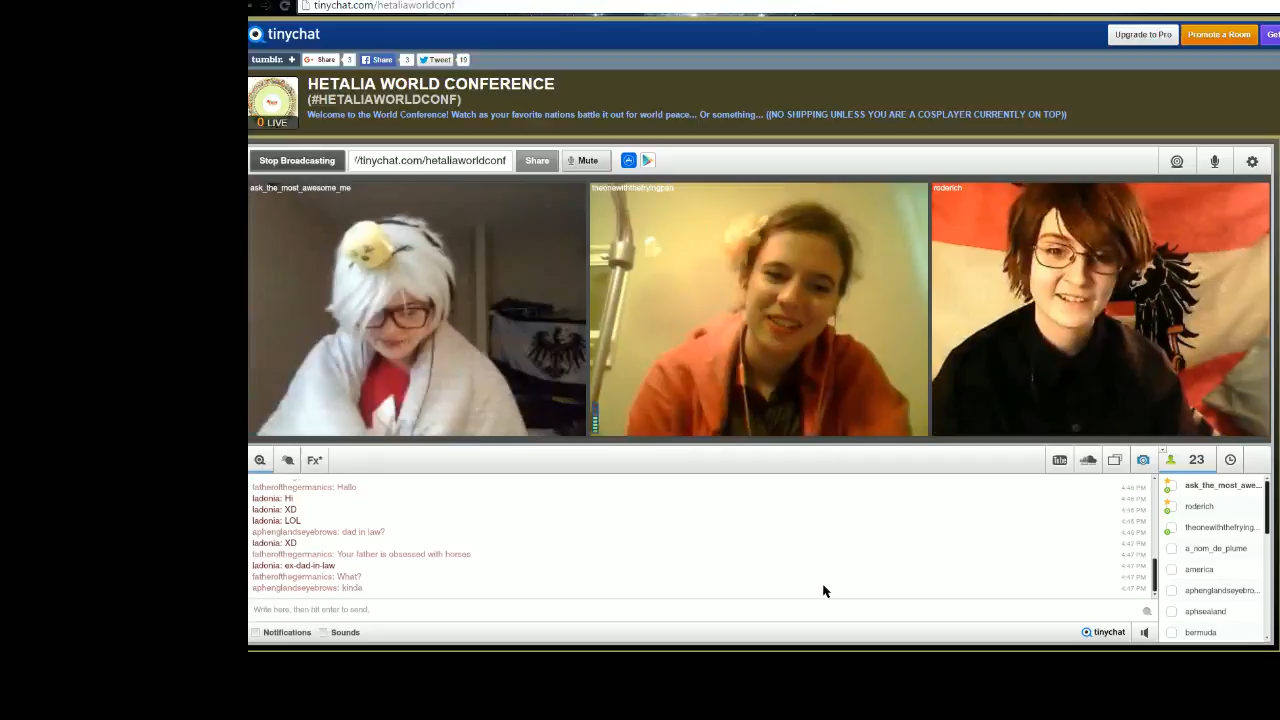 tinychat.com/hetaliaworldconf
tinychat
Upgrade to Pro
Promote a Room
Get
tumblr. +
G+ Share 3
Share 3
Tweet 19
HETALIA WORLD CONFERENCE
(#HETALIAWORLDCONF)
0 LIVE
Welcome to the World Conference! Watch as your favorite nations battle it out for world peace... Or something... ((NO SHIPPING UNLESS YOU ARE A COSPLAYER CURRENTLY ON TOP))
Stop Broadcasting
//tinychat.com/hetaliaworldconf
Share
Mute
ask_the_most_awesome_me
theonewiththefryingpan
roderich
Fx*
You Tube
23
fatherofthegermanics: Hallo
4:46 PM
ladonia: Hi
4:46 PM
XD
4:46 PM
LOL
4:46 PM
aphenglandseyebrows: dad in law?
4:46 PM
ladonia: XD
4:47 PM
fatherofthegermanics: Your father is obsessed with horses
4:47 PM
ladonia: ex-dad-in-law
4:47 PM
fatherofthegermanics: What?
4:47 PM
aphenglandseyebrows: kinda
4:47 PM
ask_the_most_awe...
roderich
theonewiththefrying...
a_nom_de_plume
america
aphenglandseyebro...
aphsealand
bermuda
Write here, then hit enter to send.
Notifications
Sounds
tinychat